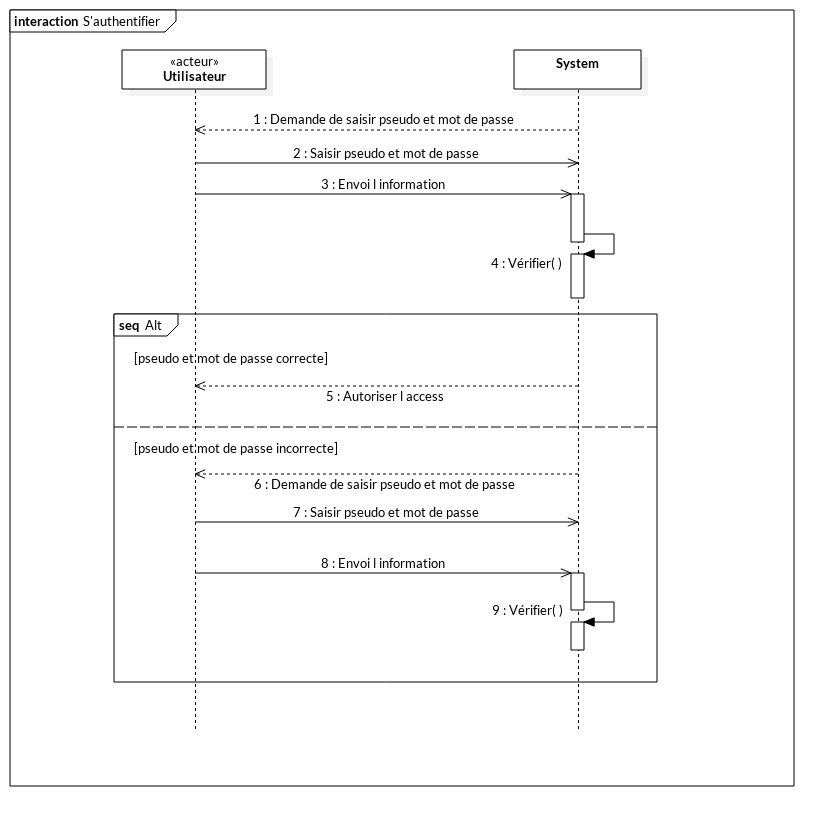 interaction S'authentifier
«acteur»
Utilisateur
System
1 : Demande de saisir pseudo et mot de passe
2 : Saisir pseudo et mot de passe
3 : Envoi l information
4 : Vérifier( )
seq Alt
[pseudo et mot de passe correcte]
5 : Autoriser l access
[pseudo et mot de passe incorrecte]
6 : Demande de saisir pseudo et mot de passe
7 : Saisir pseudo et mot de passe
8 : Envoi l information
9 : Vérifier( )